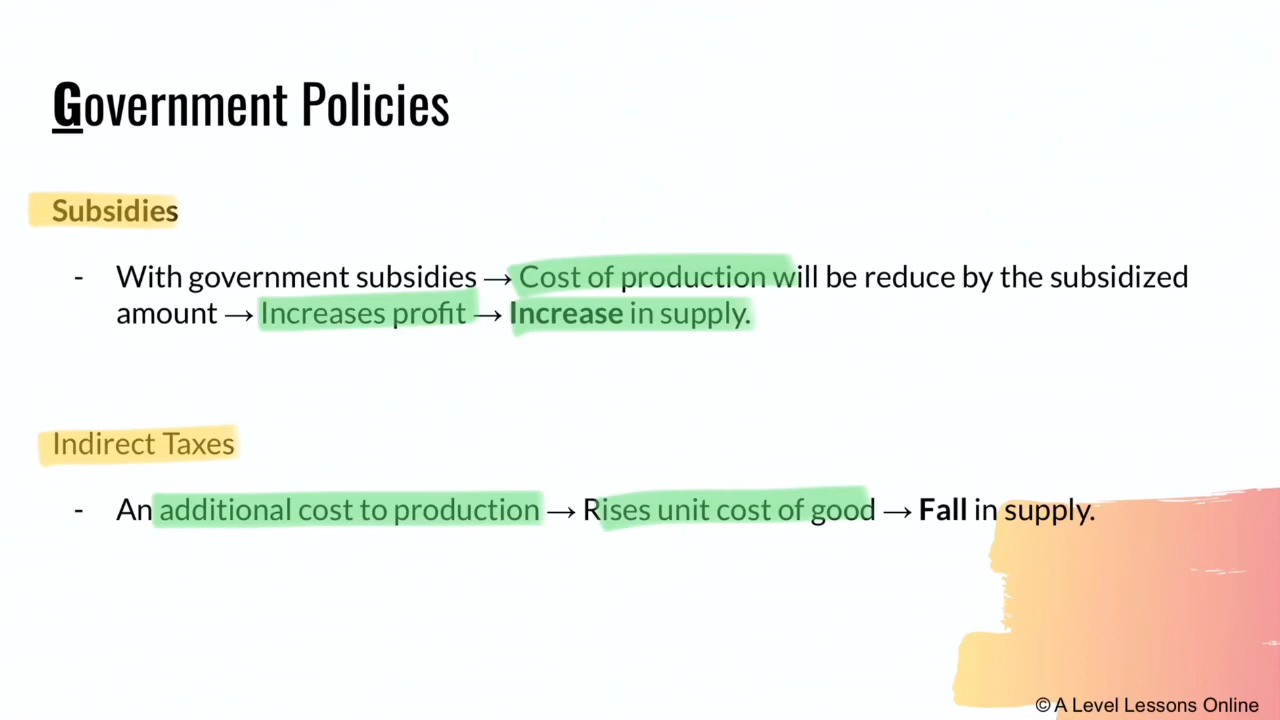 Government Policies
Subsidies
- With government subsidies → Cost of production will be reduce by the subsidized
amount → Increases profit → Increase in supply.
Indirect Taxes
- An additional cost to production → Rises unit cost of good → Fall in supply.
© A Level Lessons Online